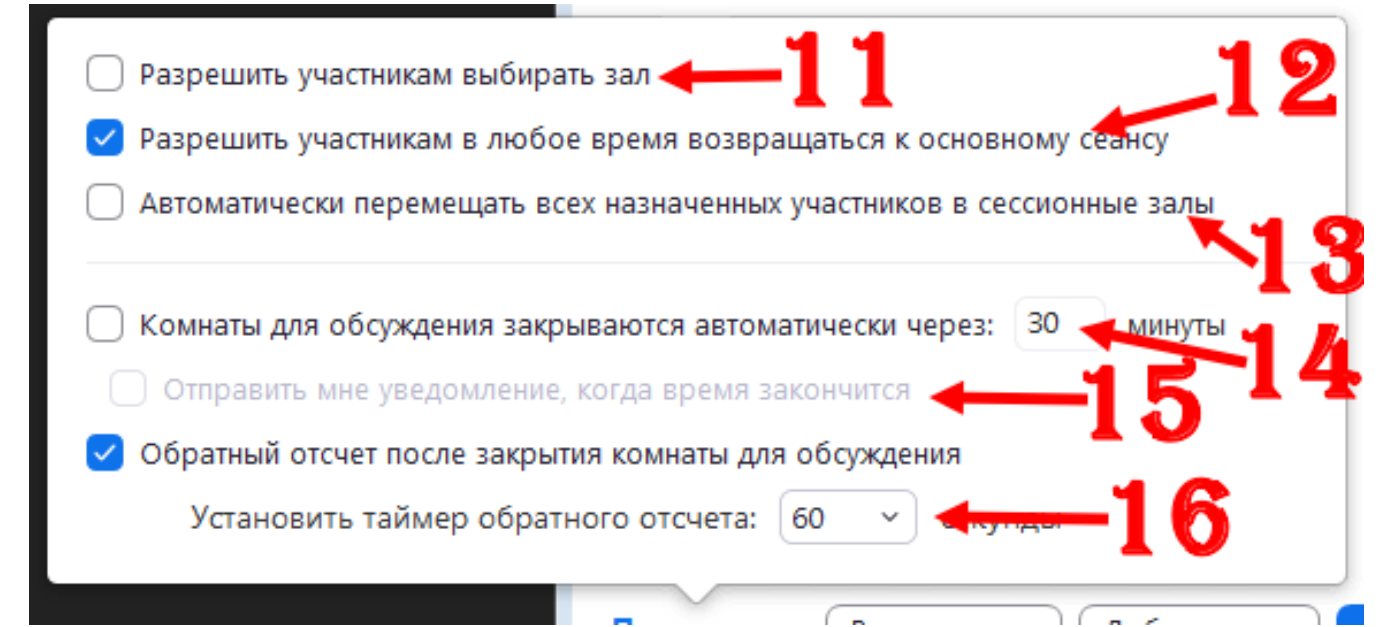 Разрешить участникам выбирать зал 11
12
Разрешить участникам в любое время возвращаться к основному сеансу
Автоматически перемещать всех назначенных участников в сессионные залы
13
Комнаты для обсуждения закрываются автоматически через: 30 минуты
14
Отправить мне уведомление, когда время закончится 15
Обратный отсчет после закрытия комнаты для обсуждения
Установить таймер обратного отсчета: 60 секунды 16